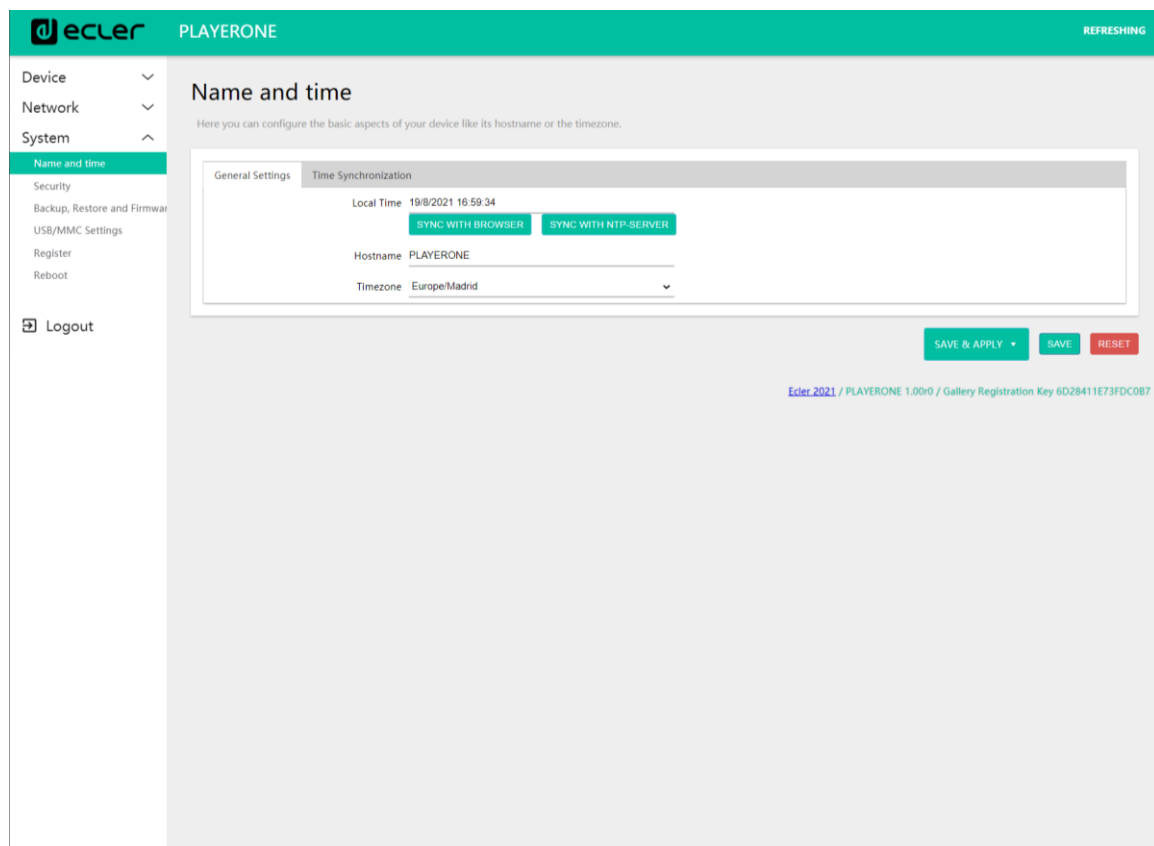 ecler PLAYERONE REFRESHING
Device
Network
System
Name and time
Security
Backup, Restore and Firmwar
USB/MMC Settings
Register
Reboot
Logout
Name and time
Here you can configure the basic aspects of your device like its hostname or the timezone.
General Settings Time Synchronization
Local Time 19/8/2021 16:59:34
SYNC WITH BROWSER SYNC WITH NTP-SERVER
Hostname PLAYERONE
Timezone Europe/Madrid
SAVE & APPLY SAVE RESET
Ecler 2021 / PLAYERONE 1.00r0 / Gallery Registration Key 6D28411E73FDC0B7